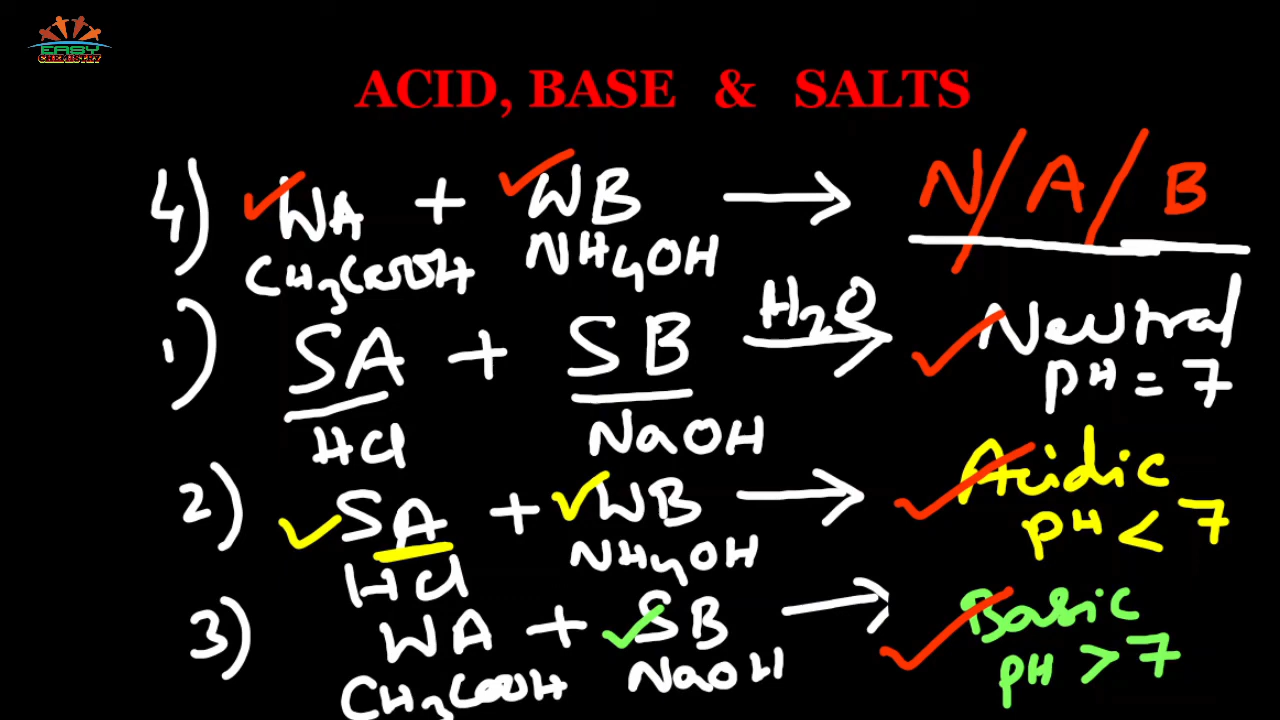 EASY
CHEMISTRY
ACID, BASE & SALTS
4) WA + WB → N/A/B
CH3COOH NH4OH
1) SA + SB H2O → Neutral
pH = 7
HCl NaOH
2) SA + WB → Acidic
pH < 7
HCl NH4OH
3) WA + SB → Basic
pH > 7
CH3COOH NaOH